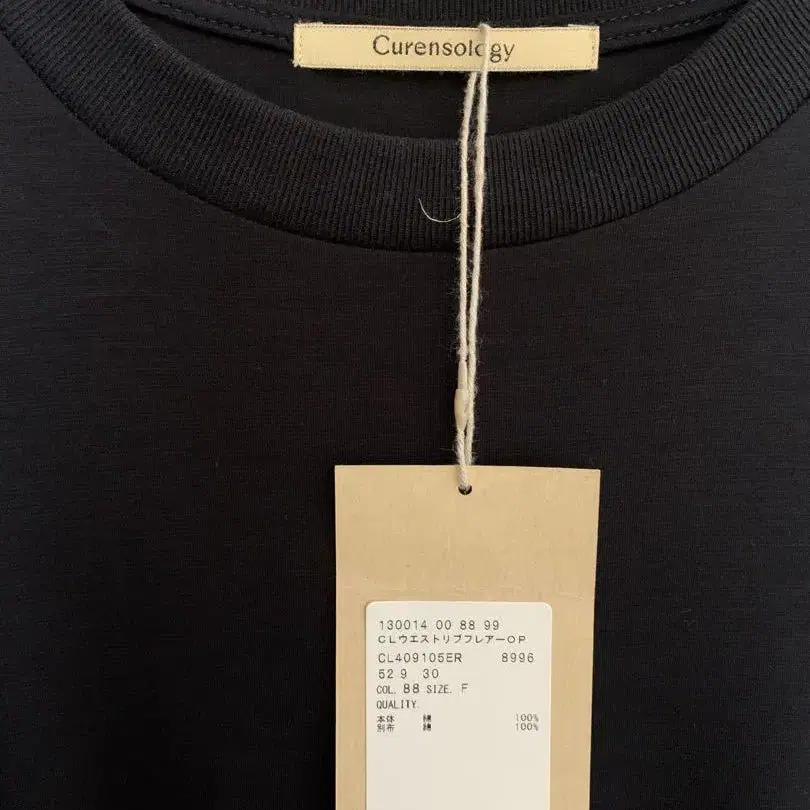 Curensology
130014 00 88 99
CLウエストリブフレアーOP
CL409105ER 8996
52 9 30
COL. 88 SIZE. F
QUALITY.
本体 綿 100%
別布 綿 100%